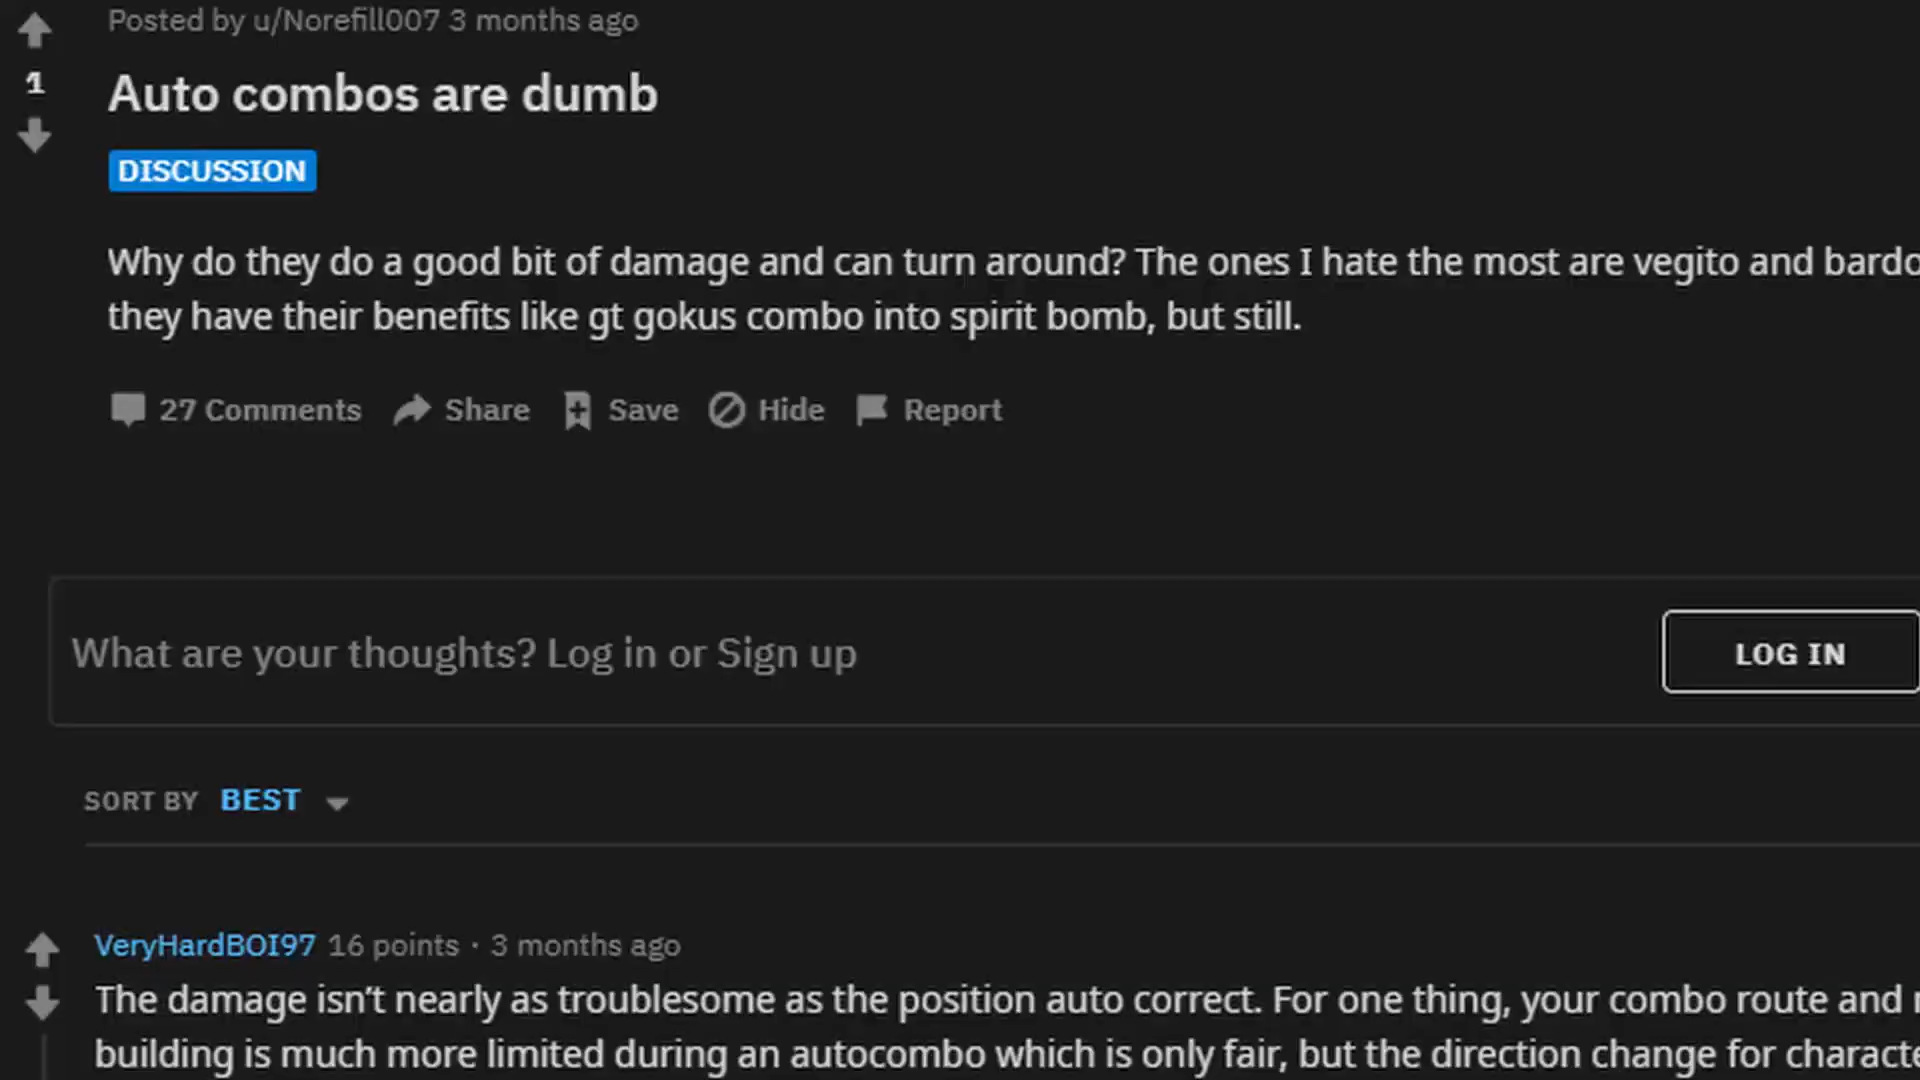 Posted by u/Norefill007 3 months ago
1
Auto combos are dumb
DISCUSSION
Why do they do a good bit of damage and can turn around? The ones I hate the most are vegito and bardo
they have their benefits like gt gokus combo into spirit bomb, but still.
27 Comments Share Save Hide Report
What are your thoughts? Log in or Sign up
LOG IN
SORT BY BEST
VeryHardBOI97 16 points · 3 months ago
The damage isn't nearly as troublesome as the position auto correct. For one thing, your combo route and
building is much more limited during an autocombo which is only fair, but the direction change for characte